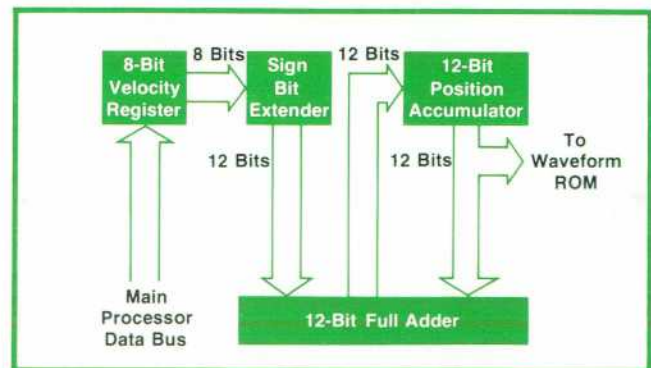 8-Bit
Velocity
Register
8 Bits
Sign
Bit
Extender
12 Bits
12-Bit
Position
Accumulator
12 Bits
12 Bits
To
Waveform
ROM
Main
Processor
Data Bus
12-Bit Full Adder